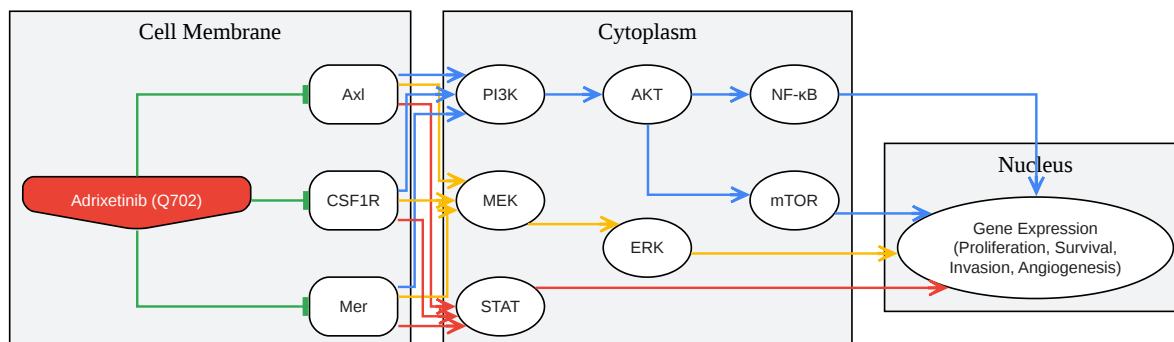 Cell Membrane
Cytoplasm
Nucleus
Adrixetinib (Q702)
Axl
CSF1R
Mer
PI3K
AKT
NF-κB
MEK
mTOR
ERK
STAT
Gene Expression
(Proliferation, Survival,
Invasion, Angiogenesis)